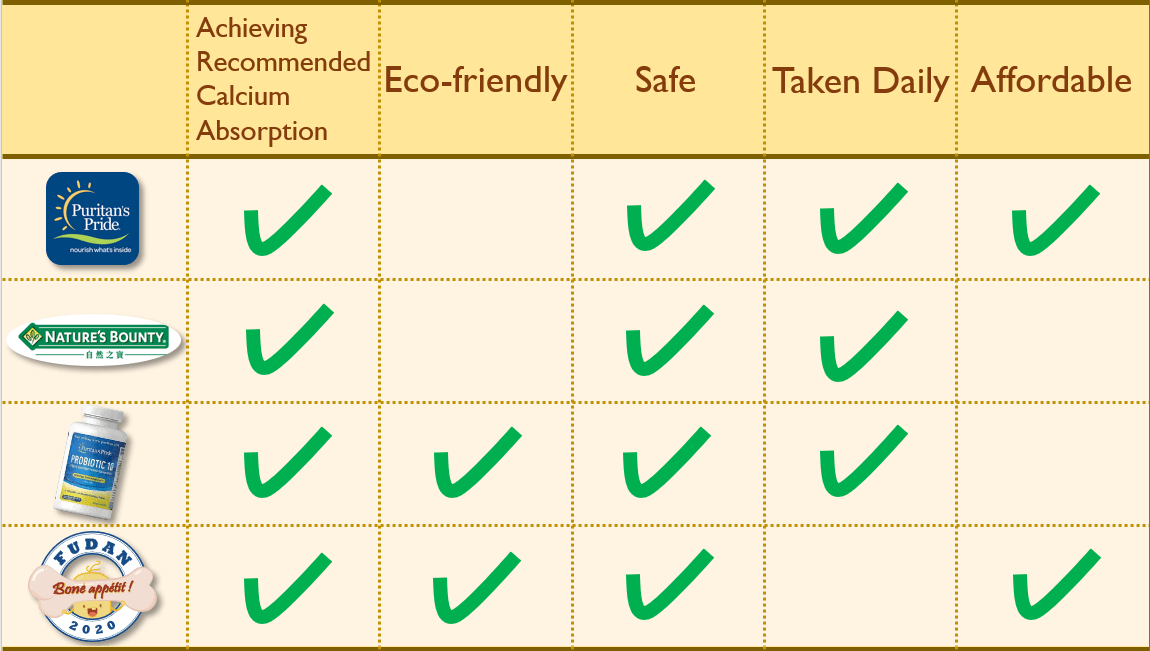 Achieving
Recommended
Calcium
Absorption
Eco-friendly
Safe
Taken Daily
Affordable
Puritan's
Pride
nourish what's inside
NATURE'S BOUNTY
自然之寶
Puritan's Pride
PROBIOTIC 10
FUDAN
Bone appétit !
2020